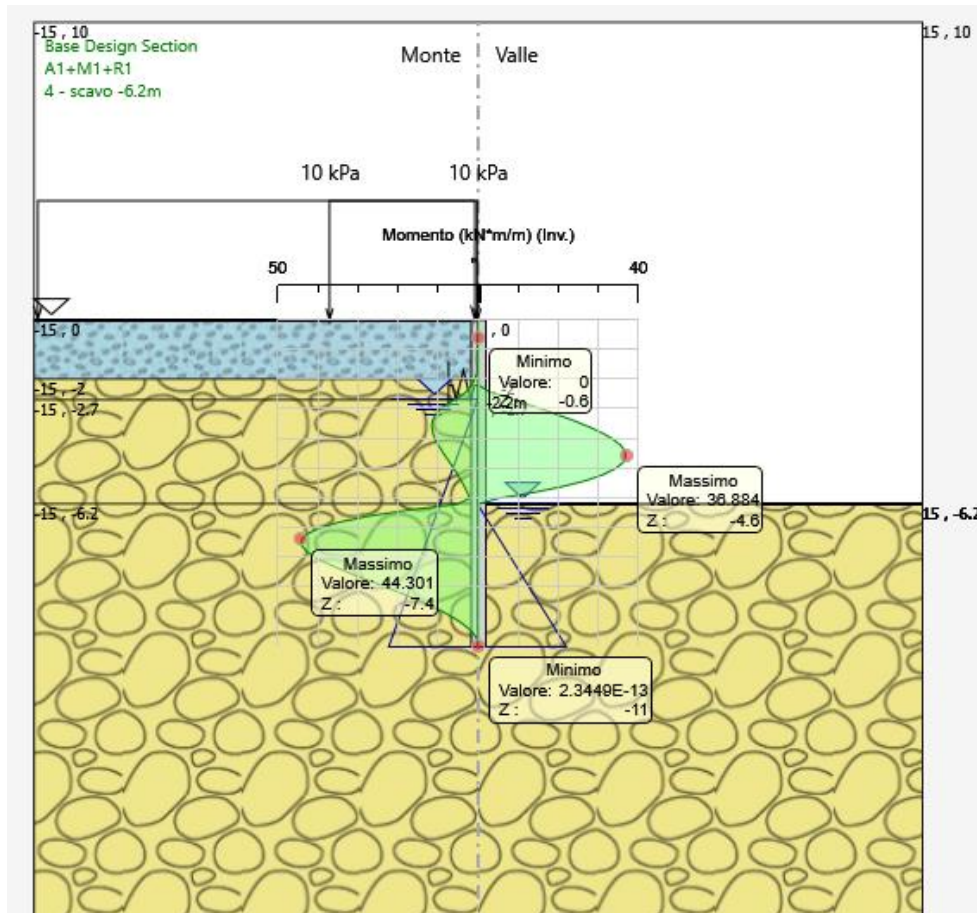 -15 , 10
15 , 10
Base Design Section
A1+M1+R1
4 - scavo -6.2m
Monte
Valle
10 kPa
10 kPa
Momento (kN*m/m) (Inv.)
50
40
-15 , 0
, 0
Minimo
Valore: 0
Z : -0.6
-15 , -2
-15 , -2.7
-2.2m
Massimo
Valore: 36.884
Z : -4.6
-15 , -6.2
15 , -6.2
Massimo
Valore: 44.301
Z : -7.4
Minimo
Valore: 2.3449E-13
Z : -11